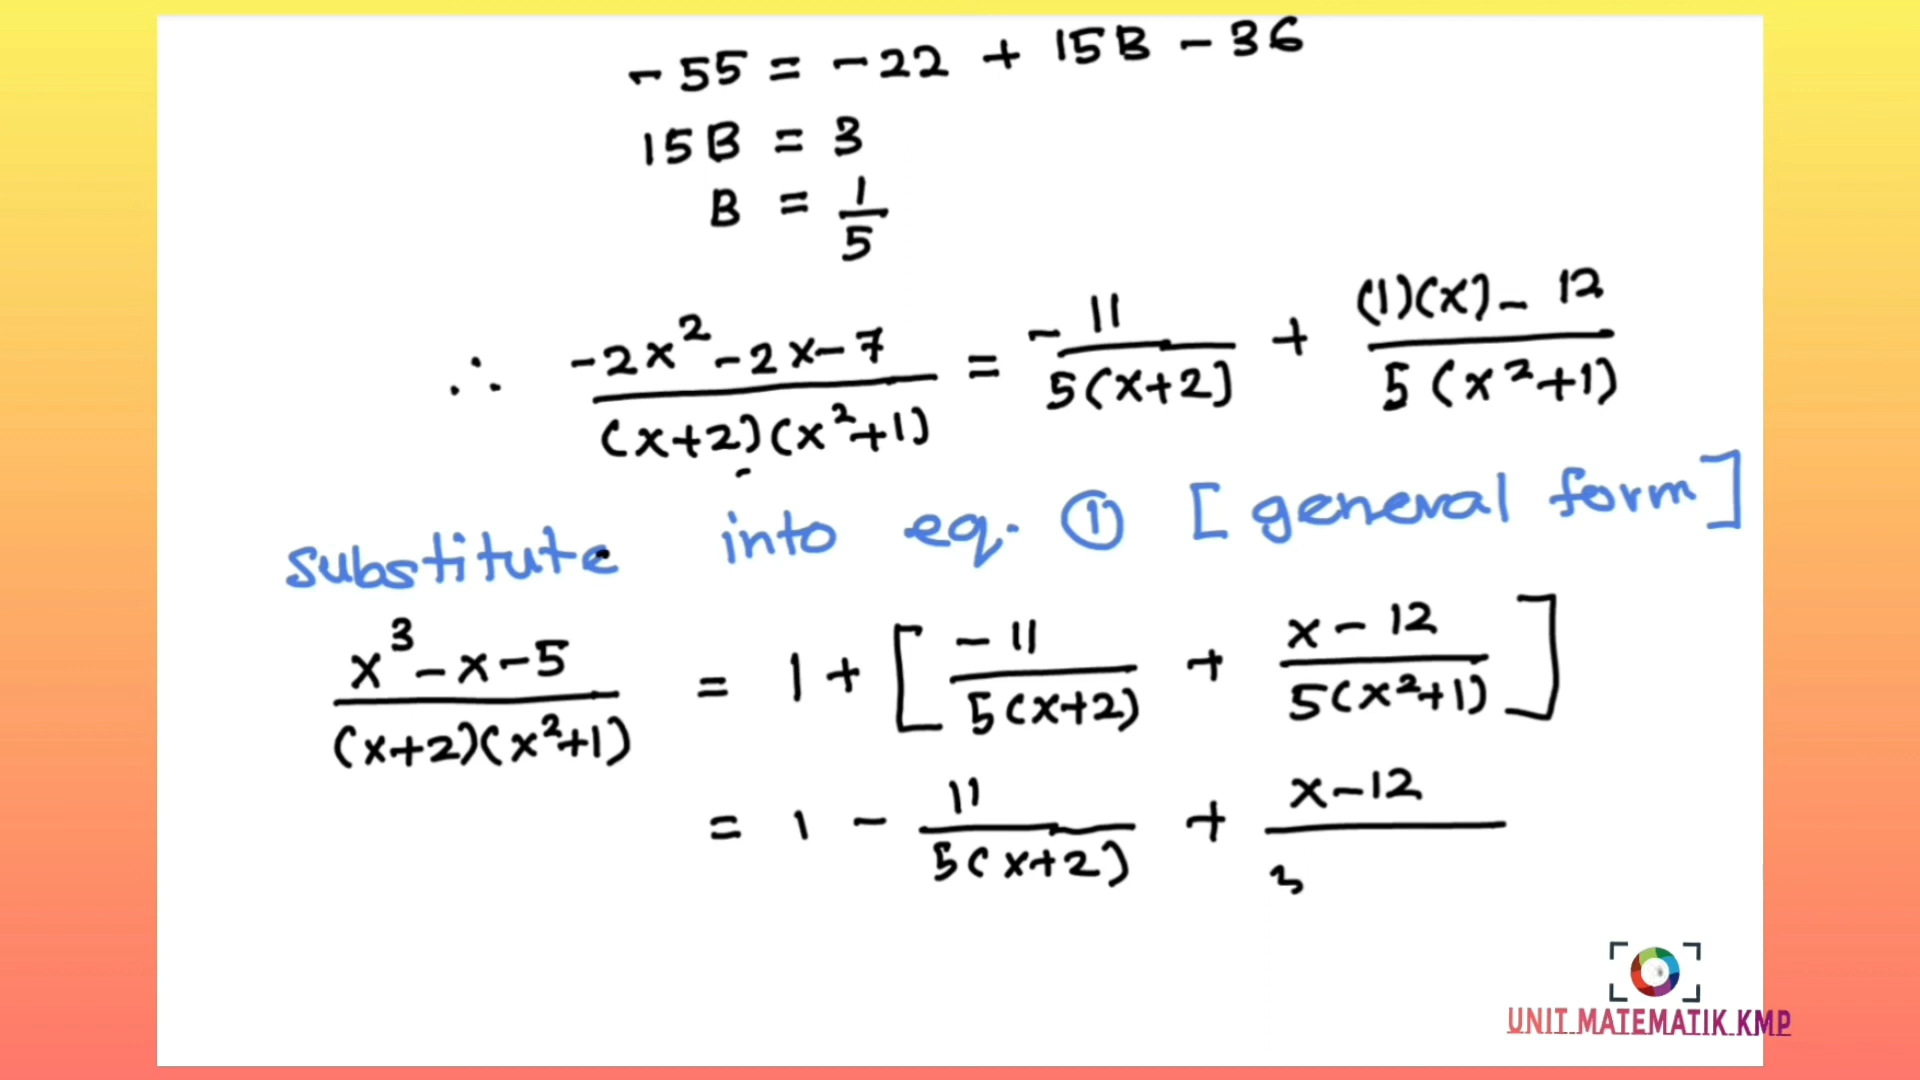 -55 = -22 + 15B - 36
15B = 3
B = 1/5
∴ (-2x² - 2x - 7)/((x+2)(x²+1)) = - 11/(5(x+2)) + ((1)(x) - 12)/(5(x²+1))
substitute into eq. ① [general form]
(x³ - x - 5)/((x+2)(x²+1)) = 1 + [-11/(5(x+2)) + (x - 12)/(5(x²+1))]
= 1 - 11/(5(x+2)) + (x-12)/
UNIT.MATEMATIK.KMP